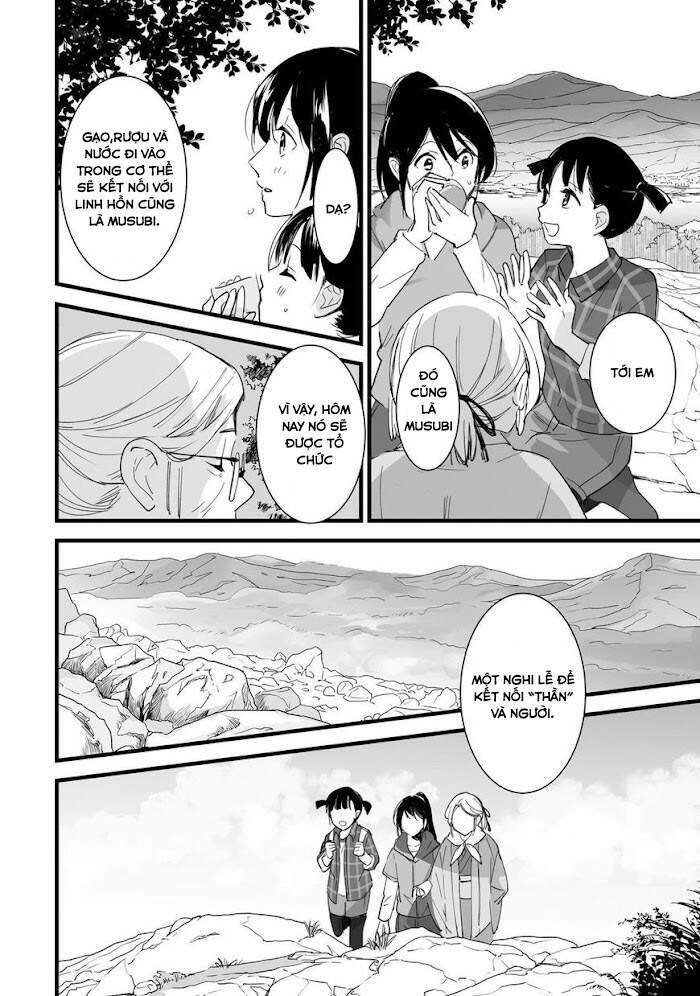 TỚI EM
ĐÓ
CŨNG
LÀ
MUSUBI
DẠ?
GẠO,RƯỢU VÀ
NƯỚC ĐI VÀO
TRONG CƠ THỂ
SẼ KẾT NỐI VỚI
LINH HỒN CŨNG
LÀ MUSUBI.
VÌ VẬY, HÔM
NAY NÓ SẼ
ĐƯỢC TỔ
CHỨC
MỘT NGHI LỄ ĐỂ
KẾT NỐI “THẦN”
VÀ NGƯỜI.